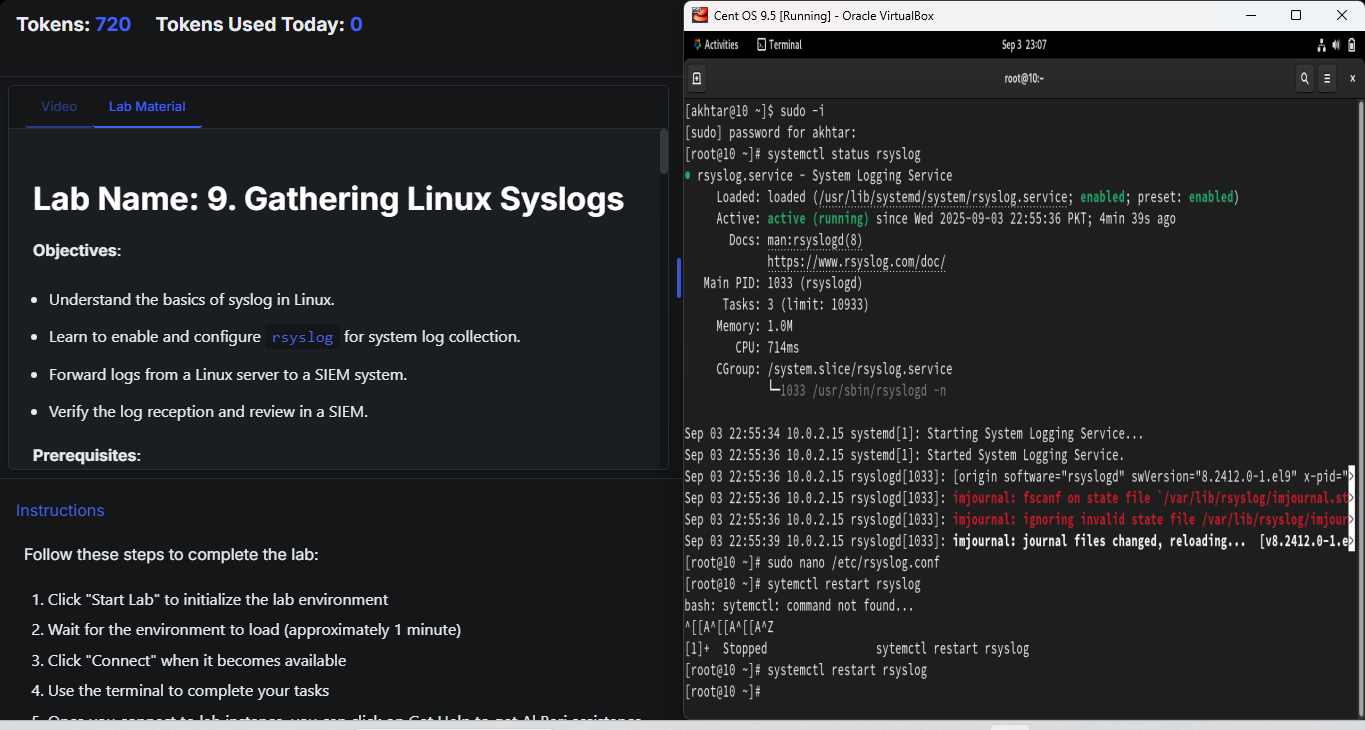 Tokens: 720 Tokens Used Today: 0
Video Lab Material
Lab Name: 9. Gathering Linux Syslogs
Objectives:
• Understand the basics of syslog in Linux.
• Learn to enable and configure rsyslog for system log collection.
• Forward logs from a Linux server to a SIEM system.
• Verify the log reception and review in a SIEM.
Prerequisites:
Instructions
Follow these steps to complete the lab:
1. Click "Start Lab" to initialize the lab environment
2. Wait for the environment to load (approximately 1 minute)
3. Click "Connect" when it becomes available
4. Use the terminal to complete your tasks
5. Once you connect to lab instance, you can click on Get Help to get
Cent OS 9.5 [Running] - Oracle VirtualBox
Activities Terminal Sep 3 23:07
root@10:~
[akhtar@10 ~]$ sudo -i
[sudo] password for akhtar:
[root@10 ~]# systemctl status rsyslog
● rsyslog.service - System Logging Service
Loaded: loaded (/usr/lib/systemd/system/rsyslog.service; enabled; preset: enabled)
Active: active (running) since Wed 2025-09-03 22:55:36 PKT; 4min 39s ago
Docs: man:rsyslogd(8)
https://www.rsyslog.com/doc/
Main PID: 1033 (rsyslogd)
Tasks: 3 (limit: 10933)
Memory: 1.0M
CPU: 714ms
CGroup: /system.slice/rsyslog.service
└─1033 /usr/sbin/rsyslogd -n
Sep 03 22:55:34 10.0.2.15 systemd[1]: Starting System Logging Service...
Sep 03 22:55:36 10.0.2.15 systemd[1]: Started System Logging Service.
Sep 03 22:55:36 10.0.2.15 rsyslogd[1033]: [origin software="rsyslogd" swVersion="8.2412.0-1.el9" x-pid=">
Sep 03 22:55:36 10.0.2.15 rsyslogd[1033]: imjournal: fscanf on state file `/var/lib/rsyslog/imjournal.st>
Sep 03 22:55:36 10.0.2.15 rsyslogd[1033]: imjournal: ignoring invalid state file /var/lib/rsyslog/imjour>
Sep 03 22:55:39 10.0.2.15 rsyslogd[1033]: imjournal: journal files changed, reloading... [v8.2412.0-1.e>
[root@10 ~]# sudo nano /etc/rsyslog.conf
[root@10 ~]# sytemctl restart rsyslog
bash: sytemctl: command not found...
^[[A^[[A^[[A^Z
[1]+ Stopped sytemctl restart rsyslog
[root@10 ~]# systemctl restart rsyslog
[root@10 ~]#